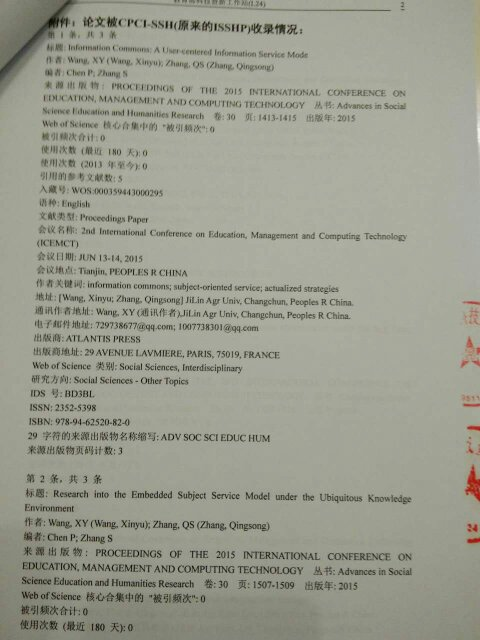 教育部科技查新工作站(L24)
2
附件：论文被CPCI-SSH(原来的ISSHP)收录情况：
第 1 条，共 3 条
标题: Information Commons: A User-centered Information Service Mode
作者: Wang, XY (Wang, Xinyu); Zhang, QS (Zhang, Qingsong)
编者: Chen P; Zhang S
来源出版物: PROCEEDINGS OF THE 2015 INTERNATIONAL CONFERENCE ON
EDUCATION, MANAGEMENT AND COMPUTING TECHNOLOGY 丛书: Advances in Social
Science Education and Humanities Research 卷: 30 页: 1413-1415 出版年: 2015
Web of Science 核心合集中的 "被引频次": 0
被引频次合计: 0
使用次数 (最近 180 天): 0
使用次数 (2013 年至今): 0
引用的参考文献数: 5
入藏号: WOS:000359443000295
语种: English
文献类型: Proceedings Paper
会议名称: 2nd International Conference on Education, Management and Computing Technology
(ICEMCT)
会议日期: JUN 13-14, 2015
会议地点: Tianjin, PEOPLES R CHINA
作者关键词: information commons; subject-oriented service; actualized strategies
地址: [Wang, Xinyu; Zhang, Qingsong] JiLin Agr Univ, Changchun, Peoples R China.
通讯作者地址: Wang, XY (通讯作者),JiLin Agr Univ, Changchun, Peoples R China.
电子邮件地址: 729738677@qq.com; 1007738301@qq.com
出版商: ATLANTIS PRESS
出版商地址: 29 AVENUE LAVMIERE, PARIS, 75019, FRANCE
Web of Science 类别: Social Sciences, Interdisciplinary
研究方向: Social Sciences - Other Topics
IDS 号: BD3BL
ISSN: 2352-5398
ISBN: 978-94-62520-82-0
29 字符的来源出版物名称缩写: ADV SOC SCI EDUC HUM
来源出版物页码计数: 3
第 2 条，共 3 条
标题: Research into the Embedded Subject Service Model under the Ubiquitous Knowledge
Environment
作者: Wang, XY (Wang, Xinyu); Zhang, QS (Zhang, Qingsong)
编者: Chen P; Zhang S
来源出版物: PROCEEDINGS OF THE 2015 INTERNATIONAL CONFERENCE ON
EDUCATION, MANAGEMENT AND COMPUTING TECHNOLOGY 丛书: Advances in Social
Science Education and Humanities Research 卷: 30 页: 1507-1509 出版年: 2015
Web of Science 核心合集中的 "被引频次": 0
被引频次合计: 0
使用次数 (最近 180 天): 0